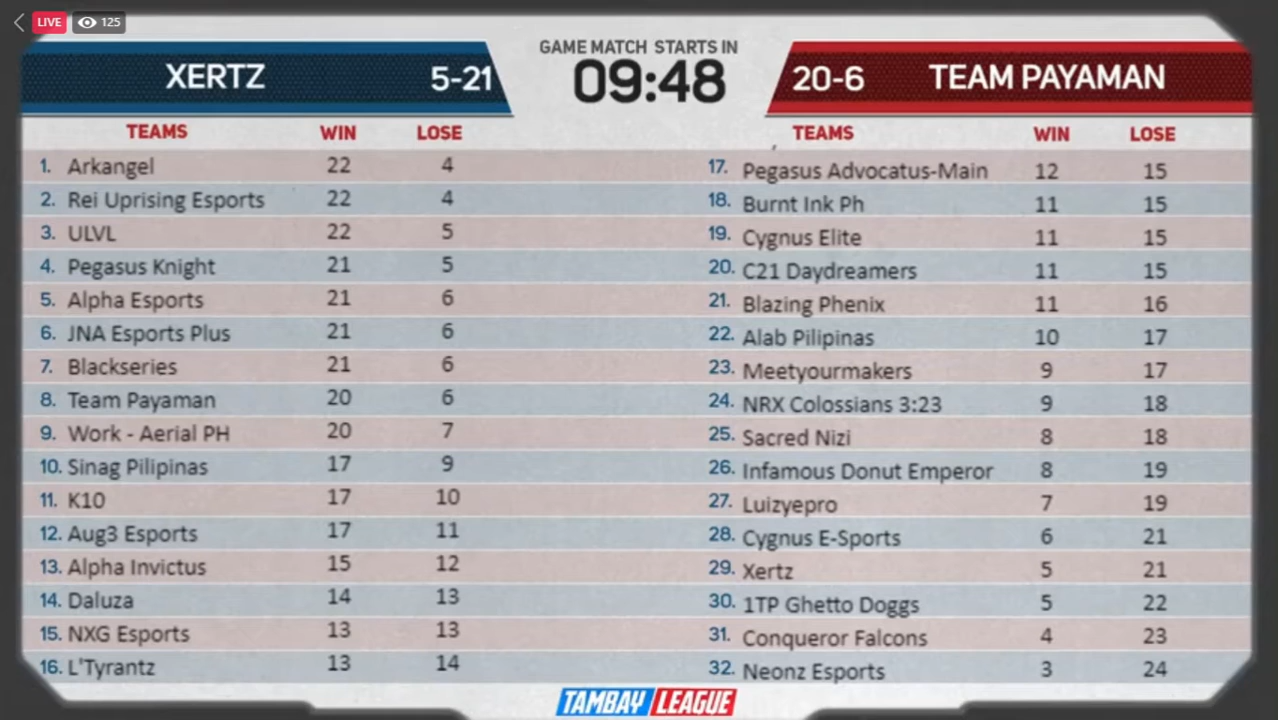 LIVE 125
GAME MATCH STARTS IN
XERTZ 5-21 09:48 20-6 TEAM PAYAMAN
TEAMS WIN LOSE
1. Arkangel 22 4
2. Rei Uprising Esports 22 4
3. ULVL 22 5
4. Pegasus Knight 21 5
5. Alpha Esports 21 6
6. JNA Esports Plus 21 6
7. Blackseries 21 6
8. Team Payaman 20 6
9. Work - Aerial PH 20 7
10. Sinag Pilipinas 17 9
11. K10 17 10
12. Aug3 Esports 17 11
13. Alpha Invictus 15 12
14. Daluza 14 13
15. NXG Esports 13 13
16. L'Tyrantz 13 14
TEAMS WIN LOSE
17. Pegasus Advocatus-Main 12 15
18. Burnt Ink Ph 11 15
19. Cygnus Elite 11 15
20. C21 Daydreamers 11 15
21. Blazing Phenix 11 16
22. Alab Pilipinas 10 17
23. Meetyourmakers 9 17
24. NRX Colossians 3:23 9 18
25. Sacred Nizi 8 18
26. Infamous Donut Emperor 8 19
27. Luizyepro 7 19
28. Cygnus E-Sports 6 21
29. Xertz 5 21
30. 1TP Ghetto Doggs 5 22
31. Conqueror Falcons 4 23
32. Neonz Esports 3 24
TAMBAY LEAGUE